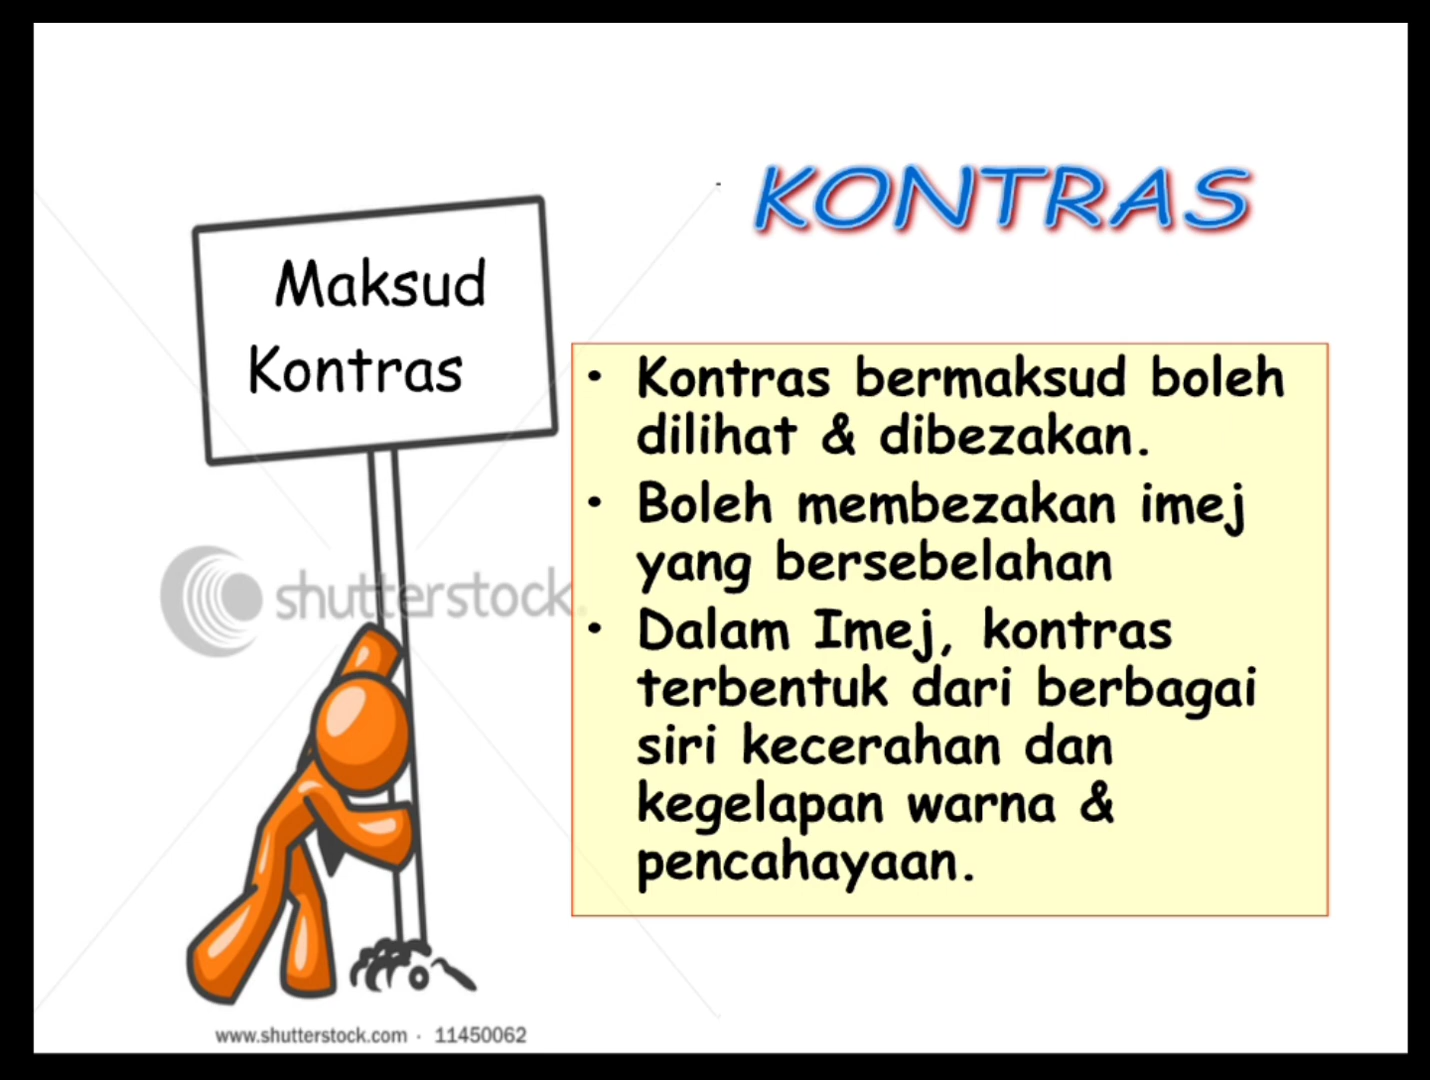 KONTRAS
Maksud
Kontras
• Kontras bermaksud boleh
dilihat & dibezakan.
• Boleh membezakan imej
yang bersebelahan
• Dalam Imej, kontras
terbentuk dari berbagai
siri kecerahan dan
kegelapan warna &
pencahayaan.
shutterstock.
www.shutterstock.com · 11450062